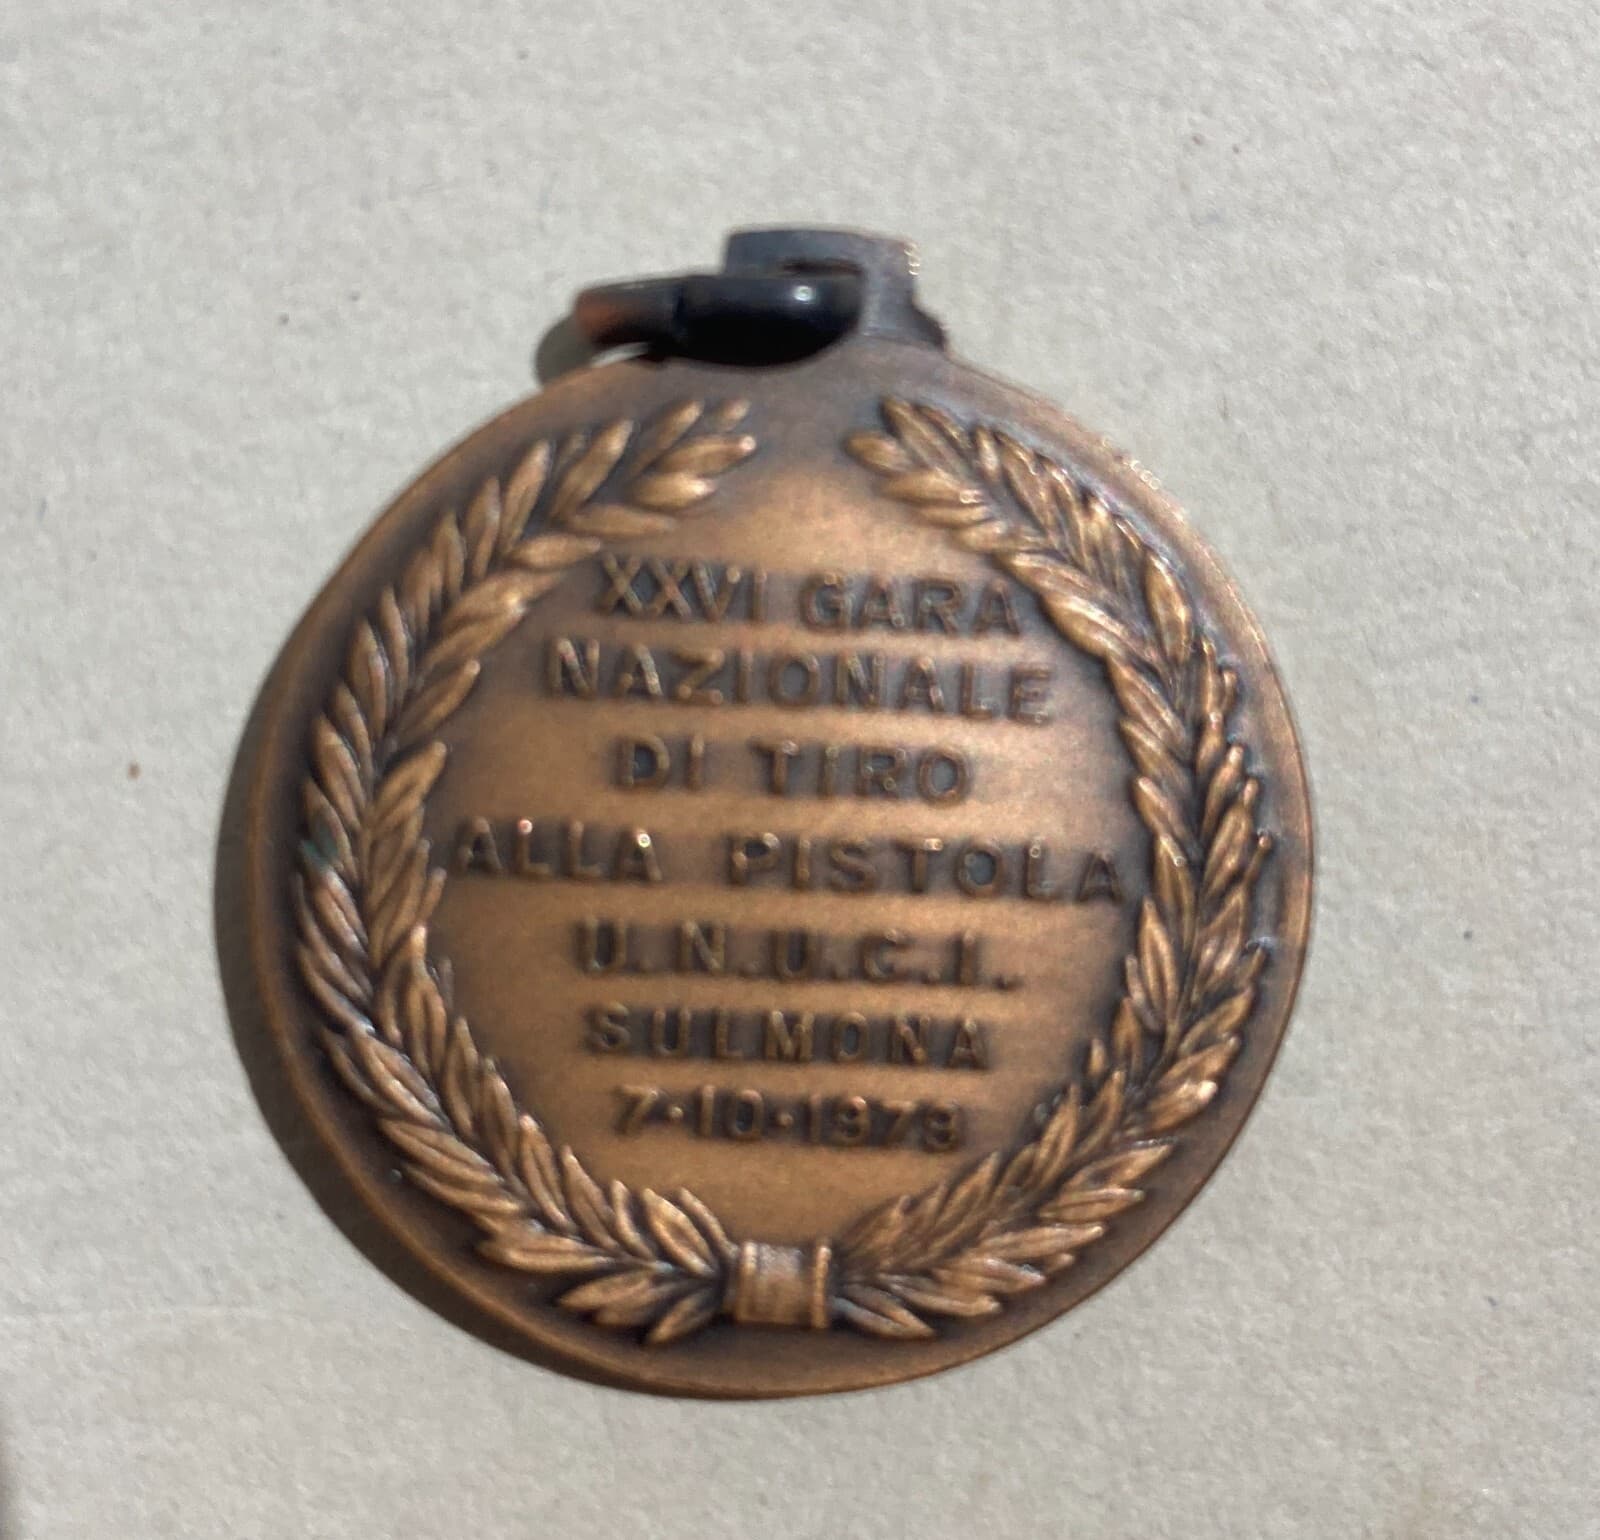 XXVI GARA
NAZIONALE
DI TIRO
ALLA PISTOLA
U.N.U.C.I.
SULMONA
7•10•1979